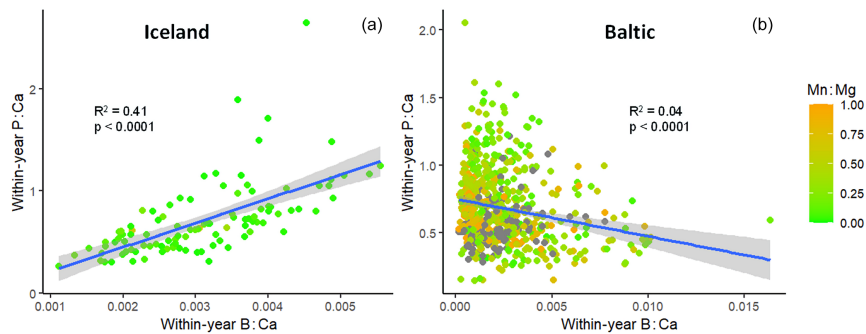 Iceland
(a)
R² = 0.41
p < 0.0001
Within-year P:Ca
2
1
0
0.001
0.002
0.003
0.004
0.005
Within-year B:Ca
Baltic
(b)
R² = 0.04
p < 0.0001
Within-year P:Ca
2.0
1.5
1.0
0.5
0.000
0.005
0.010
0.015
Within-year B:Ca
Mn:Mg
1.00
0.75
0.50
0.25
0.00